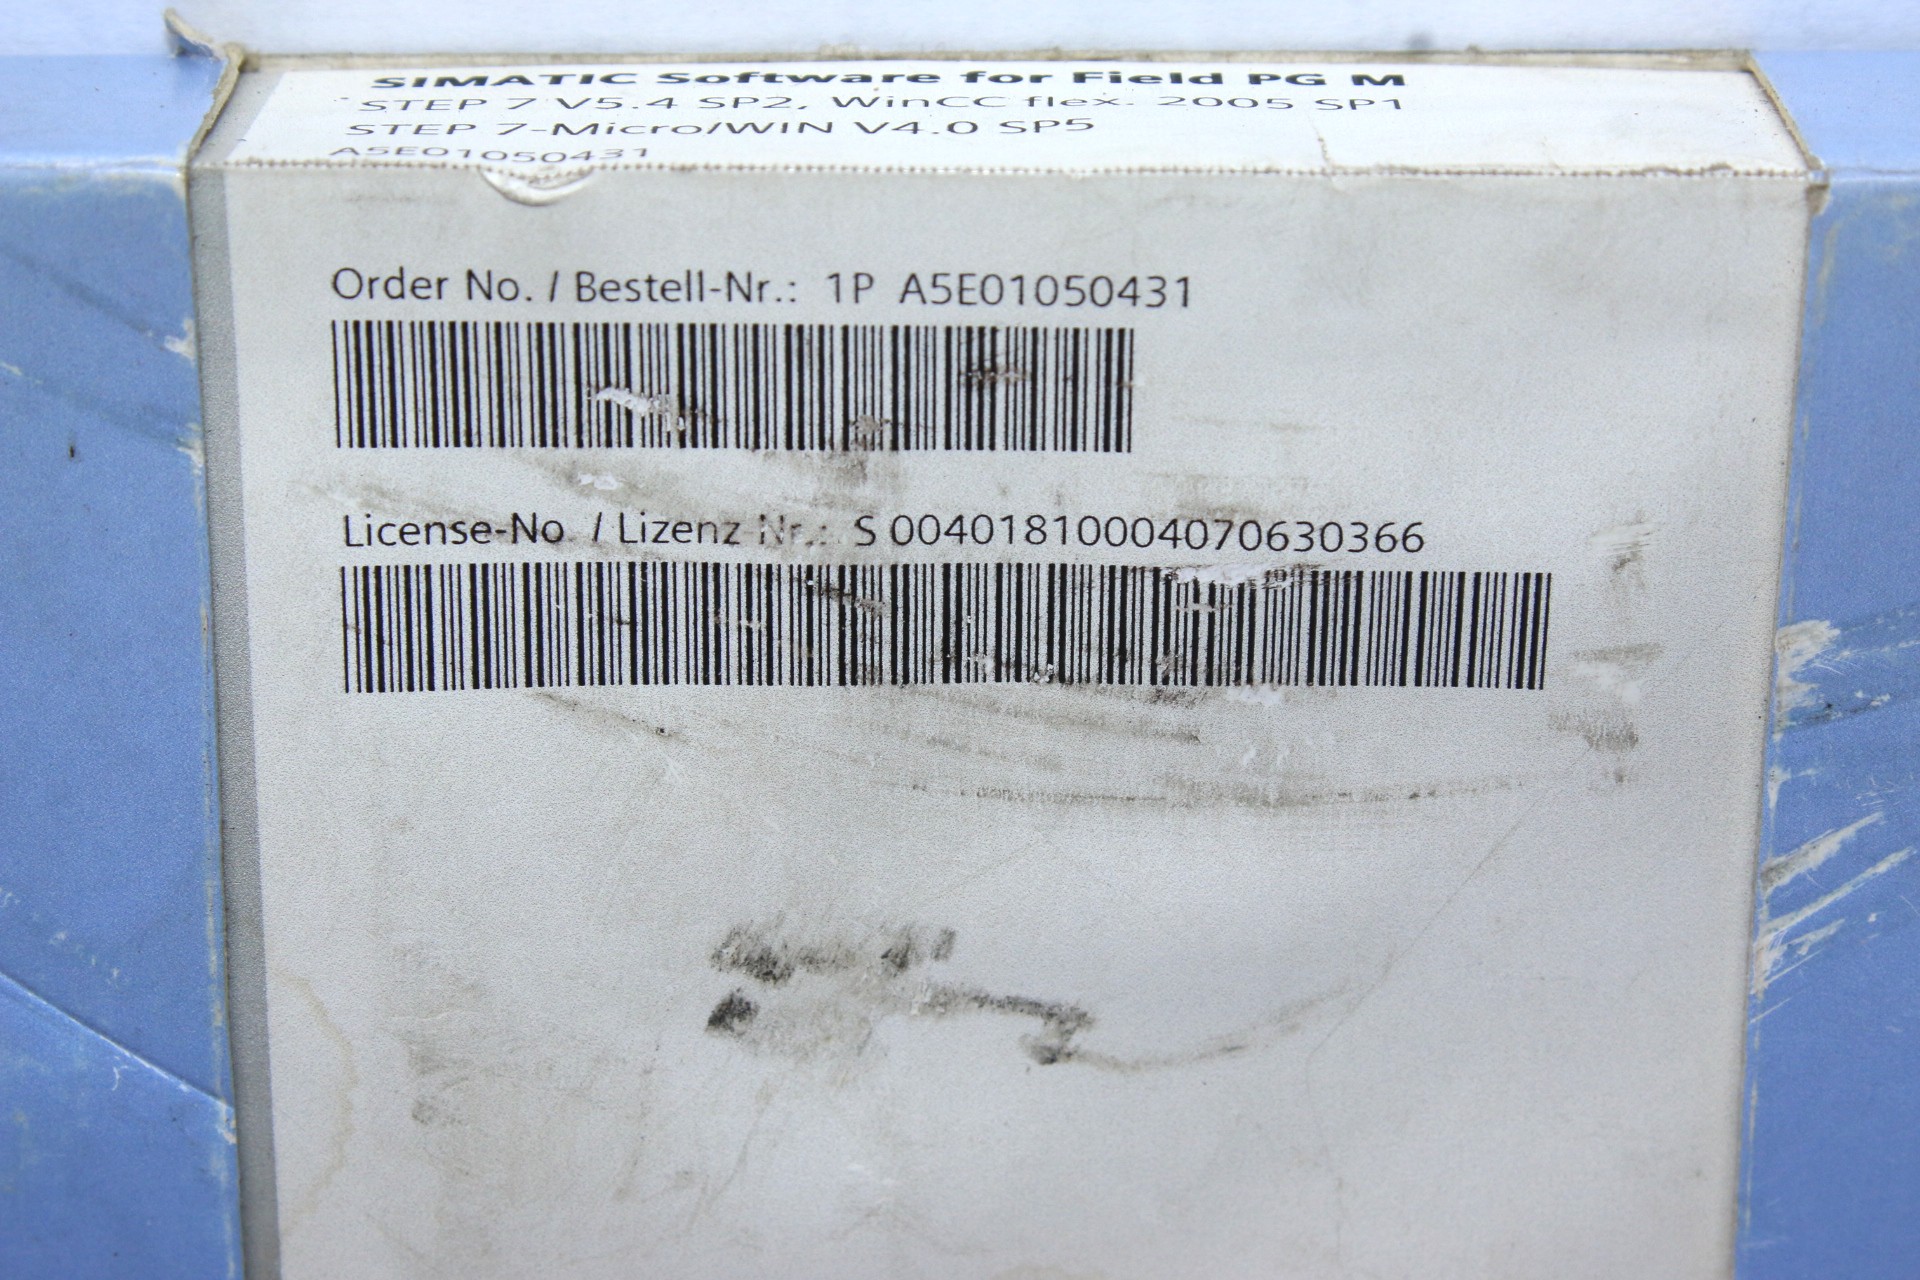 SIMATIC Software for Field PG M
STEP 7 V5.4 SP2, WinCC flex. 2005 SP1
STEP 7-Micro/WIN V4.0 SP5
A5E01050431
Order No. / Bestell-Nr.: 1P A5E01050431
License-No. / Lizenz-Nr.: S 00401810004070630366